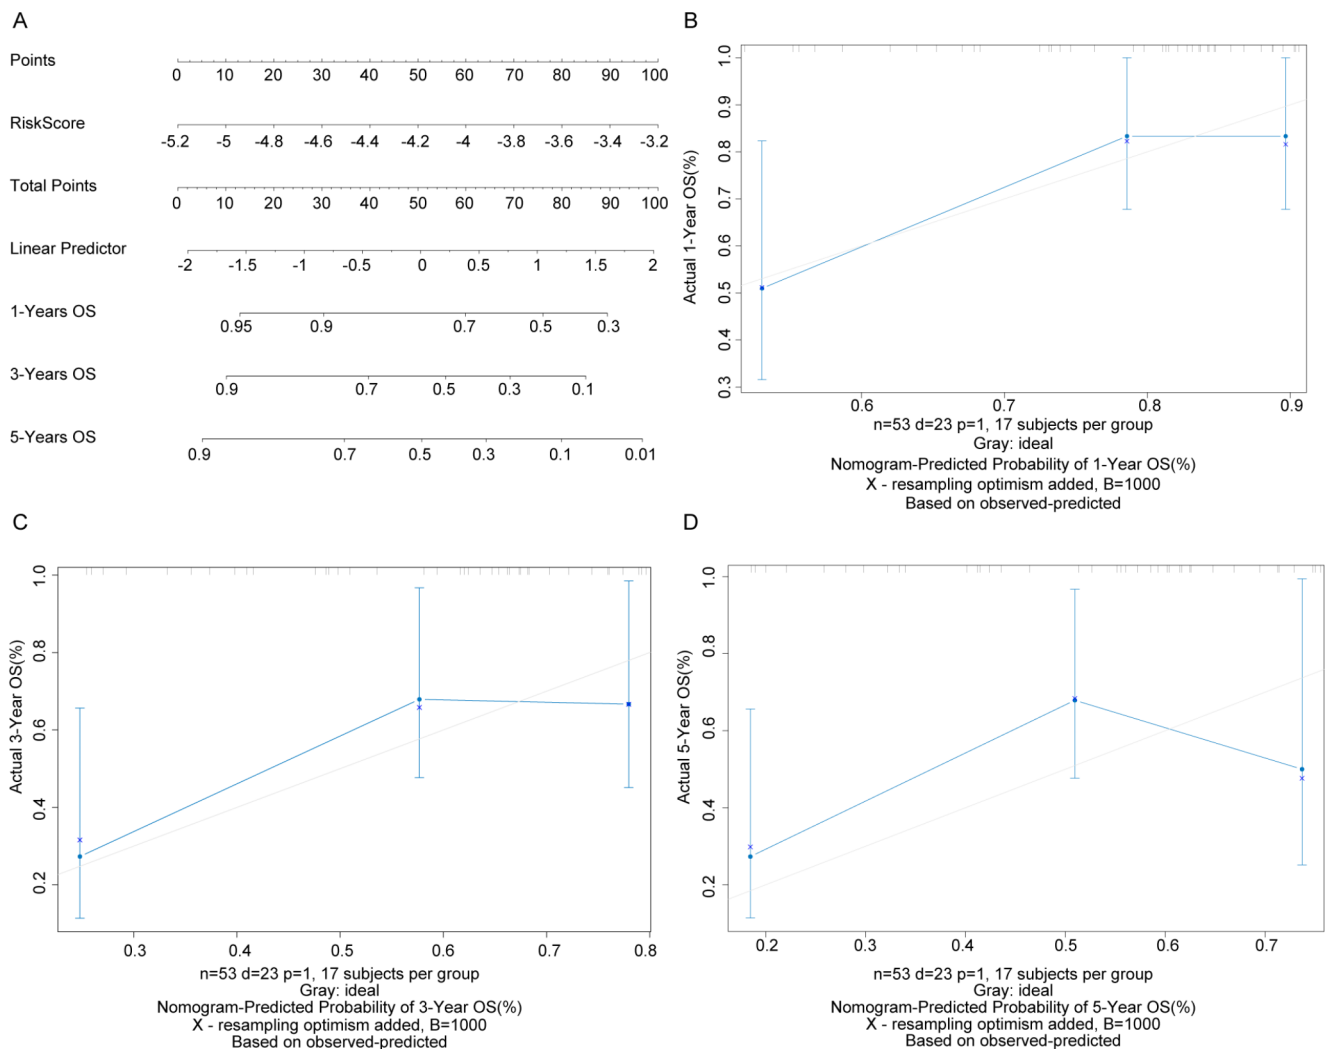 A
Points
0 10 20 30 40 50 60 70 80 90 100
RiskScore
-5.2 -5 -4.8 -4.6 -4.4 -4.2 -4 -3.8 -3.6 -3.4 -3.2
Total Points
0 10 20 30 40 50 60 70 80 90 100
Linear Predictor
-2 -1.5 -1 -0.5 0 0.5 1 1.5 2
1-Years OS
0.95 0.9 0.7 0.5 0.3
3-Years OS
0.9 0.7 0.5 0.3 0.1
5-Years OS
0.9 0.7 0.5 0.3 0.1 0.01
B
Actual 1-Year OS(%)
1.0
0.9
0.8
0.7
0.6
0.5
0.4
0.3
0.6 0.7 0.8 0.9
n=53 d=23 p=1, 17 subjects per group
Gray: ideal
Nomogram-Predicted Probability of 1-Year OS(%)
X - resampling optimism added, B=1000
Based on observed-predicted
C
Actual 3-Year OS(%)
1.0
0.8
0.6
0.4
0.2
0.3 0.4 0.5 0.6 0.7 0.8
n=53 d=23 p=1, 17 subjects per group
Gray: ideal
Nomogram-Predicted Probability of 3-Year OS(%)
X - resampling optimism added, B=1000
Based on observed-predicted
D
Actual 5-Year OS(%)
1.0
0.8
0.6
0.4
0.2
0.2 0.3 0.4 0.5 0.6 0.7
n=53 d=23 p=1, 17 subjects per group
Gray: ideal
Nomogram-Predicted Probability of 5-Year OS(%)
X - resampling optimism added, B=1000
Based on observed-predicted